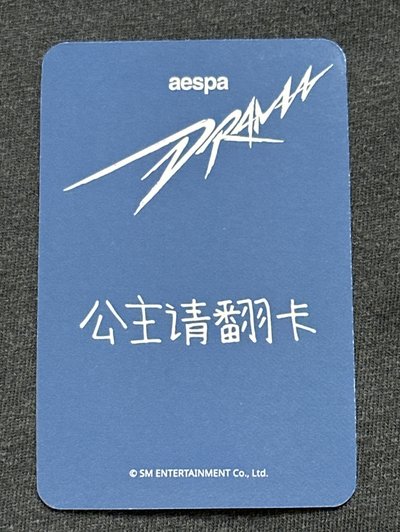 aespa
DRAMA
公主请翻卡
© SM ENTERTAINMENT Co., Ltd.